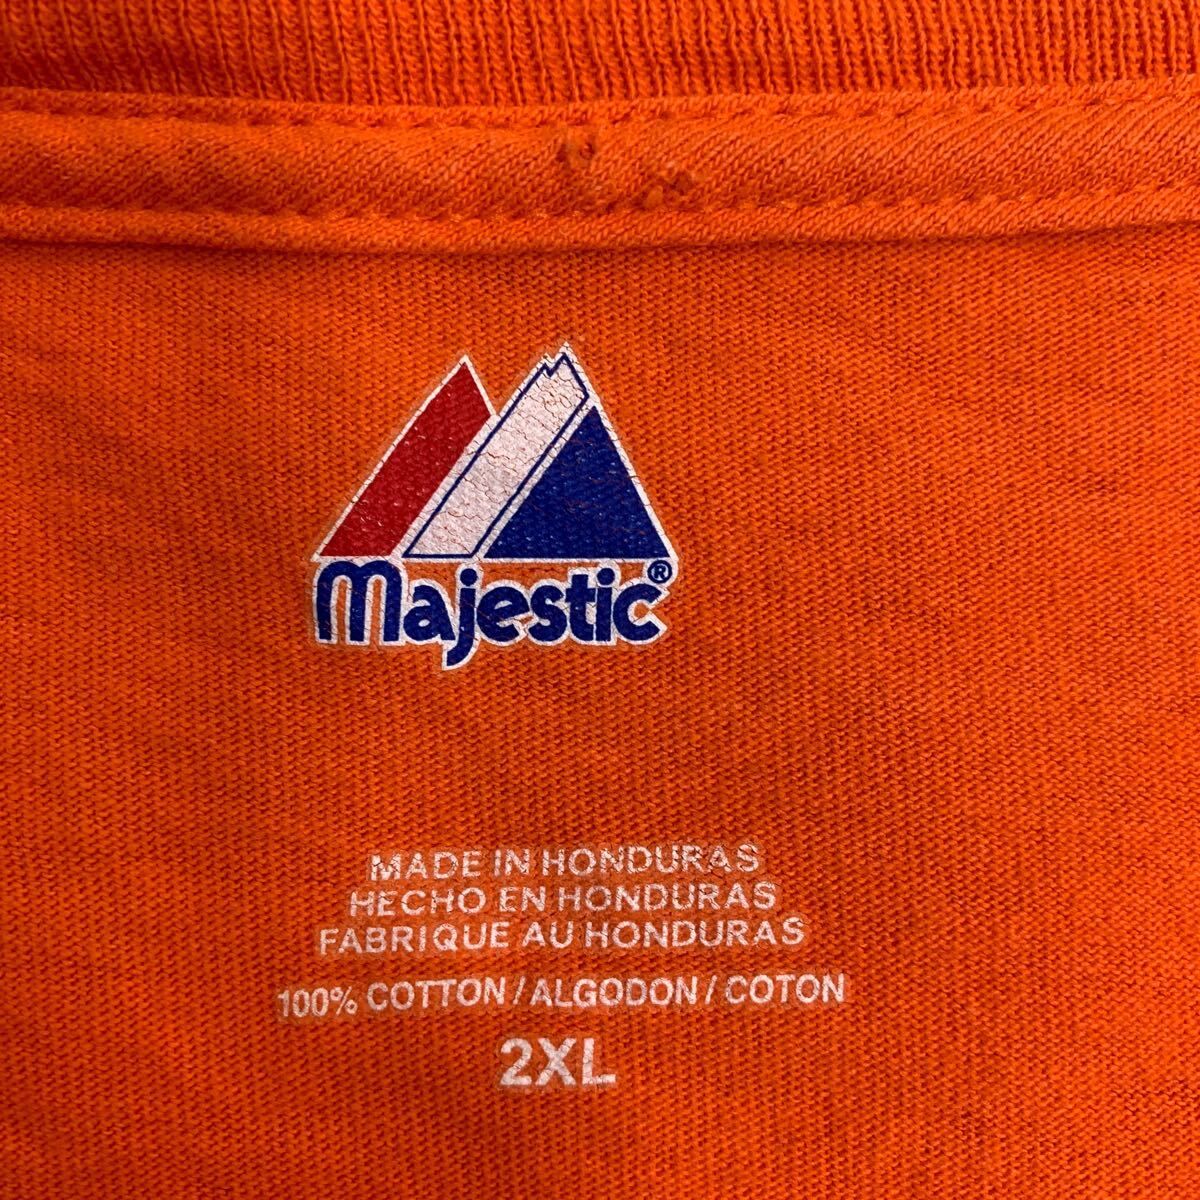 Majestic®
MADE IN HONDURAS
HECHO EN HONDURAS
FABRIQUE AU HONDURAS
100% COTTON / ALGODON / COTON
2XL